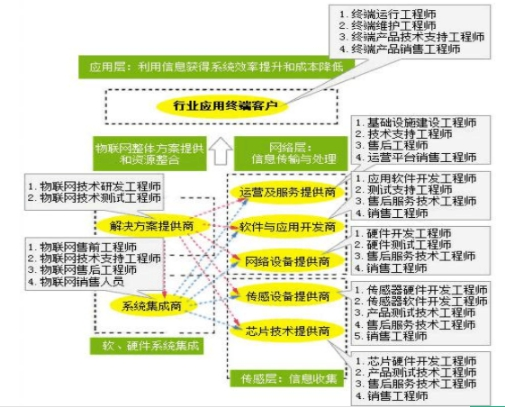 1. 终端运行工程师
2. 终端维护工程师
3. 终端产品技术支持工程师
4. 终端产品销售工程师
应用层：利用信息获得系统效率提升和成本降低
行业应用终端客户
物联网整体方案提供
和资源整合
网络层：
信息传输与处理
1. 基础设施建设工程师
2. 技术支持工程师
3. 售后工程师
4. 运营平台销售工程师
1. 物联网技术研发工程师
2. 物联网技术测试工程师
运营及服务提供商
1. 应用软件开发工程师
2. 测试支持工程师
3. 售后服务技术工程师
4. 销售工程师
解决方案提供商
软件与应用开发商
1. 物联网售前工程师
2. 物联网技术支持工程师
3. 物联网售后工程师
4. 物联网销售人员
网络设备提供商
1. 硬件开发工程师
2. 硬件测试工程师
3. 售后服务技术工程师
4. 销售工程师
系统集成商
传感设备提供商
1. 传感器硬件开发工程师
2. 传感器软件开发工程师
3. 产品测试技术工程师
4. 售后服务技术工程师
5. 销售工程师
芯片技术提供商
软、硬件系统集成
传感层：信息收集
1. 芯片硬件开发工程师
2. 产品测试技术工程师
3. 售后服务技术工程师
4. 销售工程师